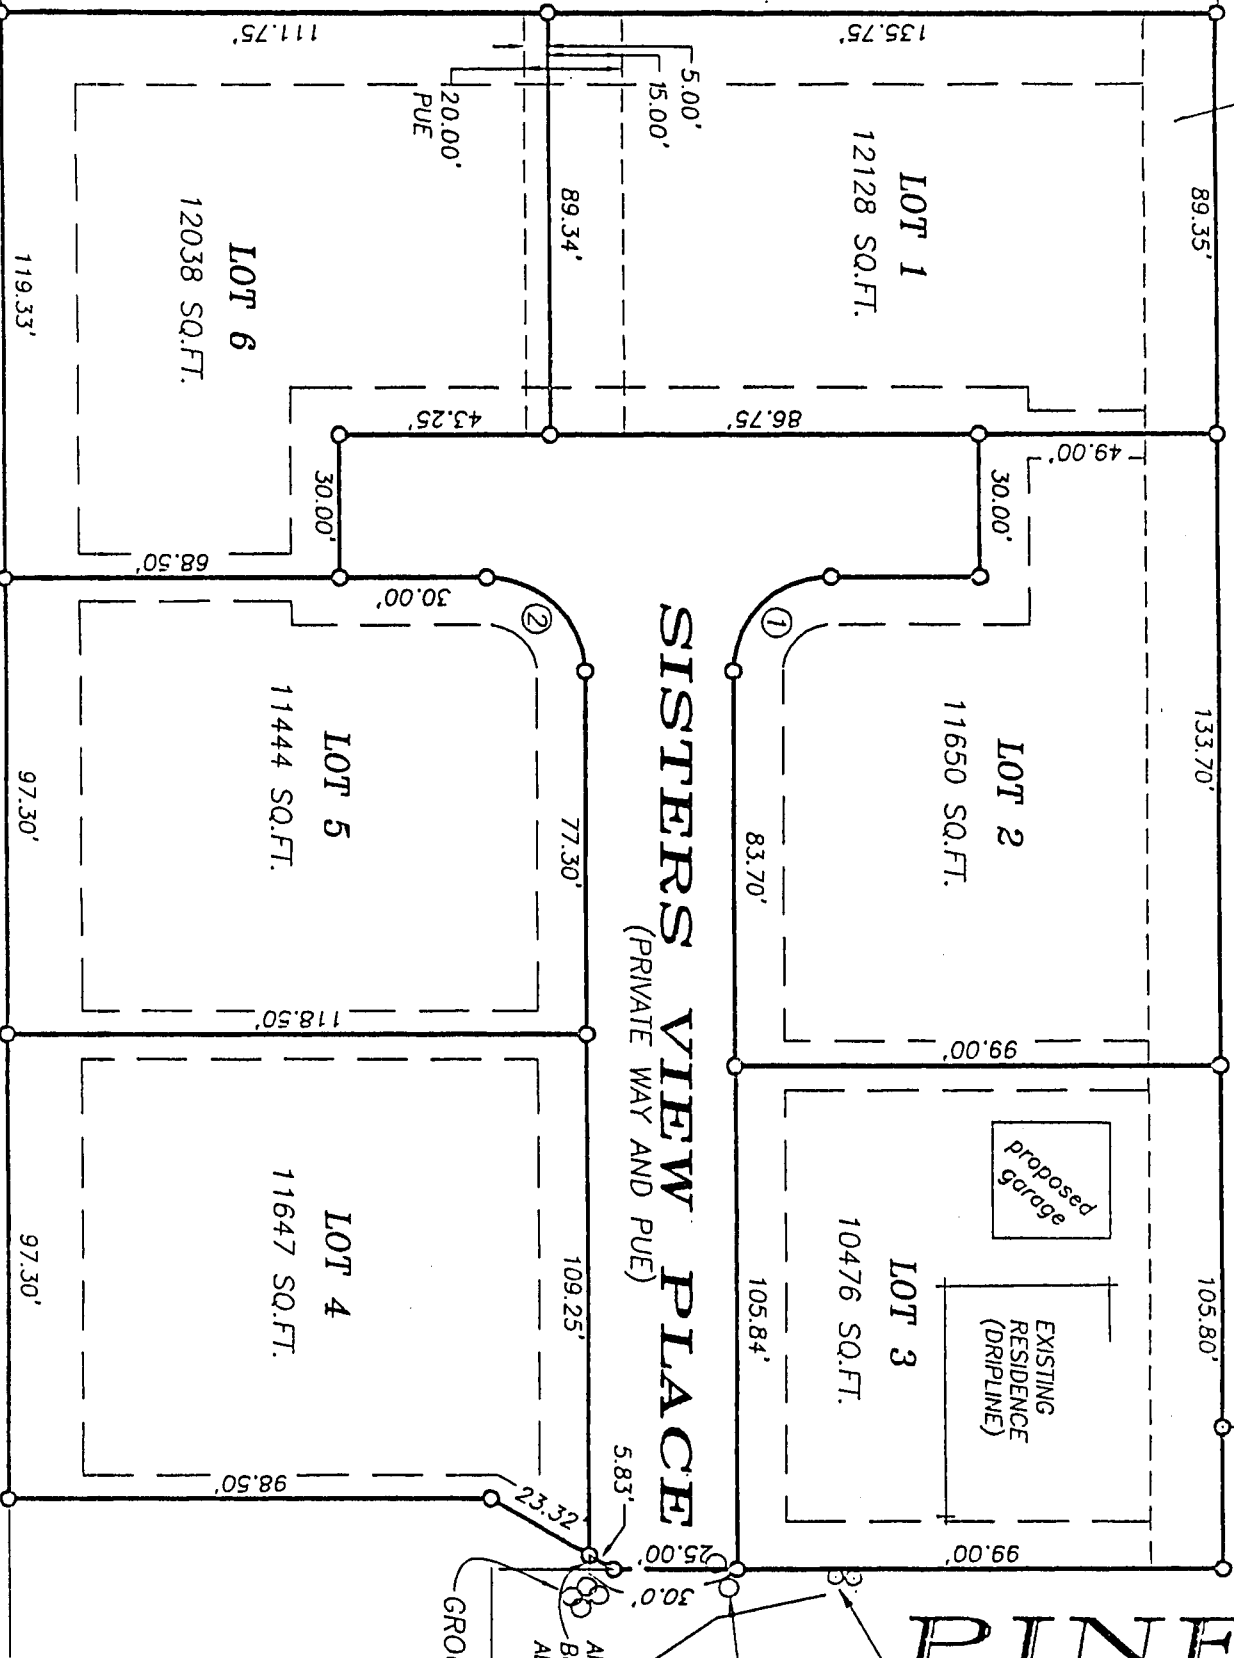 111.75'
135.75'
5.00'
15.00'
20.00'
PUE
89.34'
89.35'
LOT 1
12128 SQ.FT.
LOT 6
12038 SQ.FT.
119.33'
43.25'
86.75'
49.00'
30.00'
30.00'
68.50'
30.00'
2
1
SISTERS VIEW PLACE
(PRIVATE WAY AND PUE)
LOT 2
11650 SQ.FT.
133.70'
83.70'
LOT 5
11444 SQ.FT.
97.30'
77.30'
118.50'
99.00'
proposed
garage
LOT 3
10476 SQ.FT.
EXISTING
RESIDENCE
(DRIPLINE)
105.84'
105.80'
LOT 4
11647 SQ.FT.
97.30'
109.25'
98.50'
23.32'
5.83'
25.00'
30.0'
99.00'
PINE
GRO